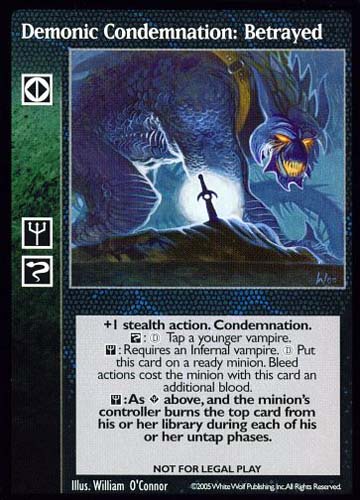 Demonic Condemnation: Betrayed
+1 stealth action. Condemnation.
: Ⓓ Tap a younger vampire.
:Requires an Infernal vampire. Ⓓ Put
this card on a ready minion. Bleed
actions cost the minion with this card an
additional blood.
:As above, and the minion's
controller burns the top card from
his or her library during each of his
or her untap phases.
NOT FOR LEGAL PLAY
Illus. William O'Connor
©2005 White Wolf Publishing, Inc. All Rights Reserved.